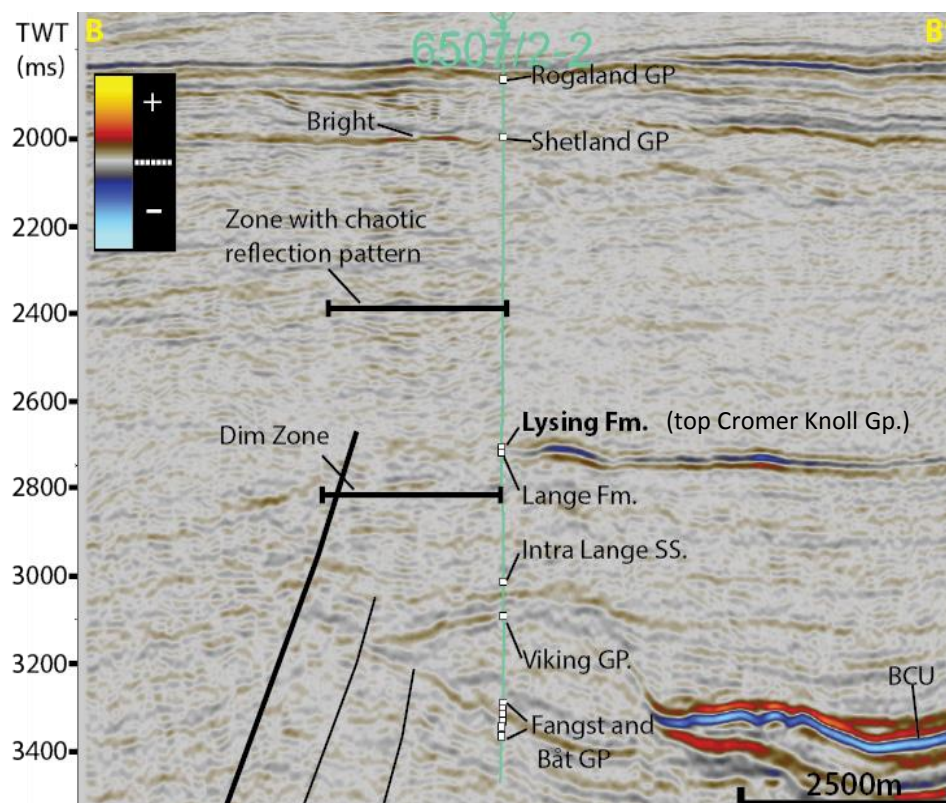 TWT
(ms)
B
6507/2-2
B
+
-
Rogaland GP
Bright
Shetland GP
2000
2200
Zone with chaotic
reflection pattern
2400
2600
Lysing Fm. (top Cromer Knoll Gp.)
Dim Zone
2800
Lange Fm.
Intra Lange SS.
3000
3200
Viking GP.
BCU
3400
Fangst and
Båt GP
2500m